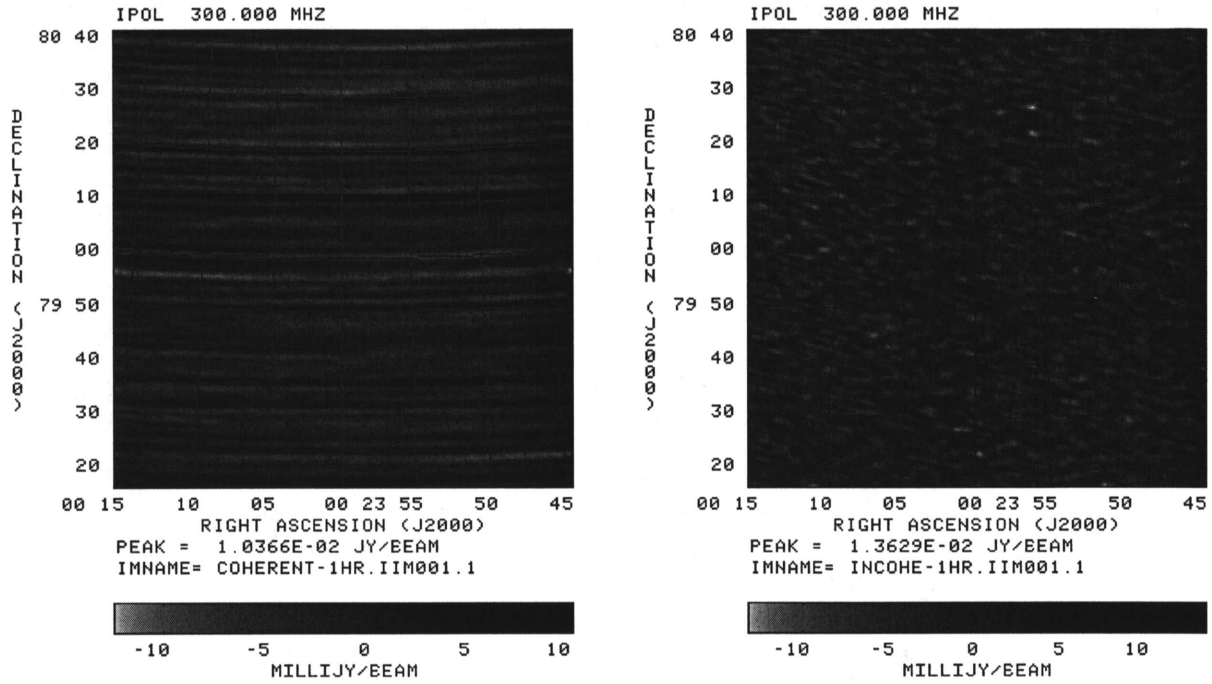 IPOL 300.000 MHZ
80 40
30
20
10
00
79 50
40
30
20
DECLINATION (J2000)
00 15 10 05 00 23 55 50 45
RIGHT ASCENSION (J2000)
PEAK = 1.0366E-02 JY/BEAM
IMNAME= COHERENT-1HR.IIM001.1
-10 -5 0 5 10
MILLIJY/BEAM
IPOL 300.000 MHZ
80 40
30
20
10
00
79 50
40
30
20
DECLINATION (J2000)
00 15 10 05 00 23 55 50 45
RIGHT ASCENSION (J2000)
PEAK = 1.3629E-02 JY/BEAM
IMNAME= INCOHE-1HR.IIM001.1
-10 -5 0 5 10
MILLIJY/BEAM